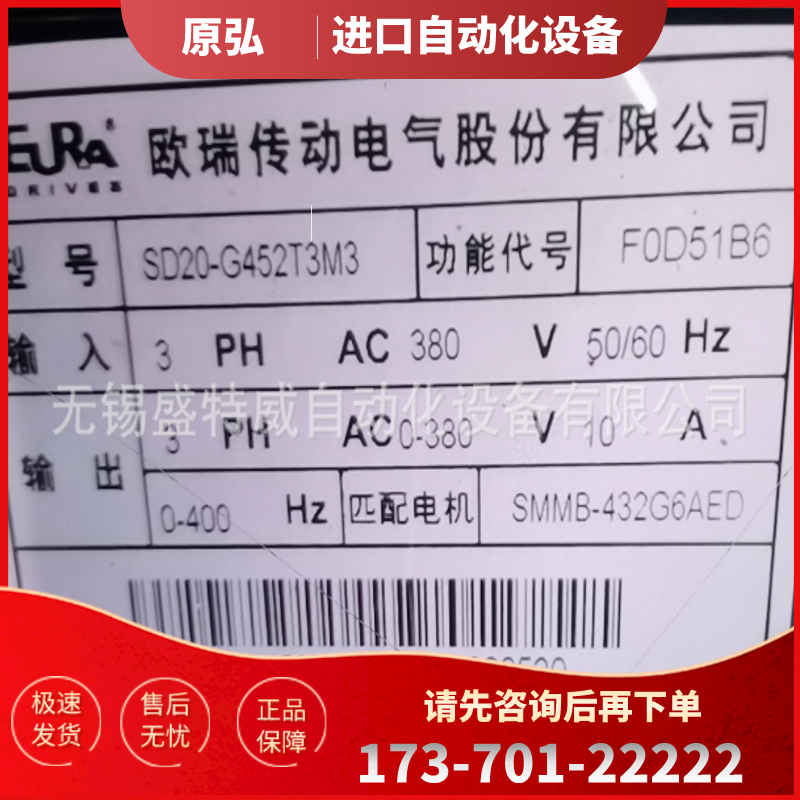 原弘 进口自动化设备
EURA® 欧瑞传动电气股份有限公司
DRIVES
型号 SD20-G452T3M3 功能代号 F0D51B6
输入 3 PH AC 380 V 50/60 Hz
无锡盛特威自动化设备有限公司
输出 3 PH AC 0-380 V 10 A
0-400 Hz 匹配电机 SMMB-432G6AED
极速发货 售后无忧 正品保障
请先咨询后再下单
173-701-22222